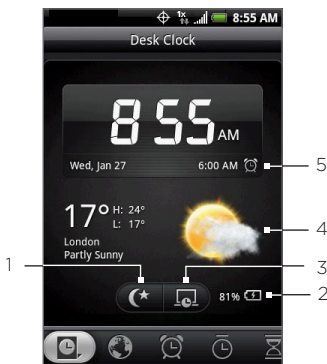 1x 8:55 AM
Desk Clock
8 55 AM
Wed, Jan 27 6:00 AM 5
17° H: 24°
L: 17°
4
London
Partly Sunny
1 3
81% 2